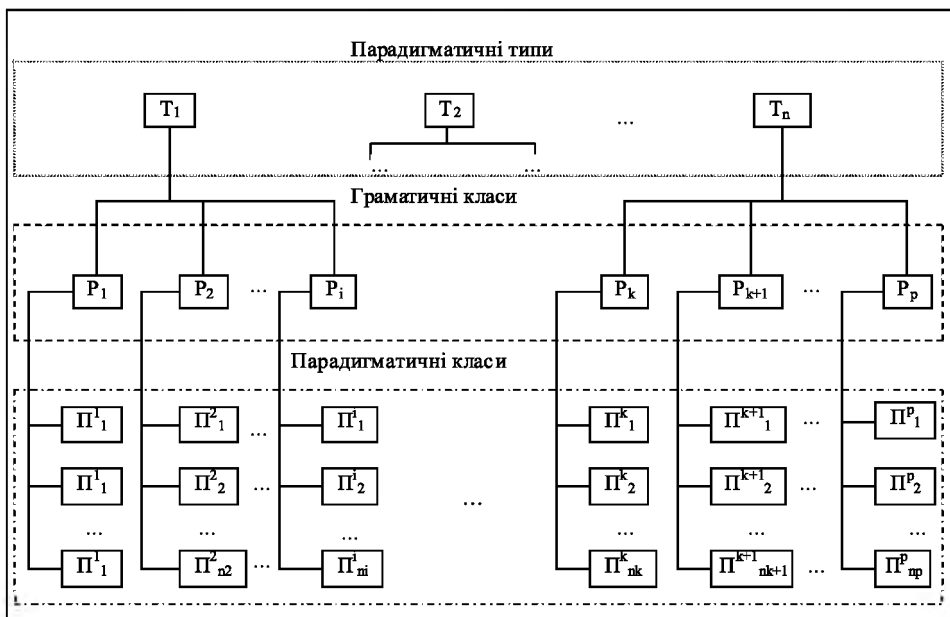 Парадигматичні типи
T₁ T₂ ... Tₙ
... ...
Граматичні класи
P₁ P₂ ... Pᵢ Pₖ Pₖ₊₁ ... Pₚ
Парадигматичні класи
П¹₁ П²₁ ... Пⁱ₁ Пᵏ₁ Пᵏ⁺¹₁ ... Пᵖ₁
П¹₁ П²₂ ... Пⁱ₂ ... Пᵏ₂ Пᵏ⁺¹₂ ... Пᵖ₂
... ... ... ... ... ...
П¹₁ П²ₙ₂ ... Пⁱₙᵢ Пᵏₙₖ Пᵏ⁺¹ₙₖ₊₁ ... Пᵖₙₚ